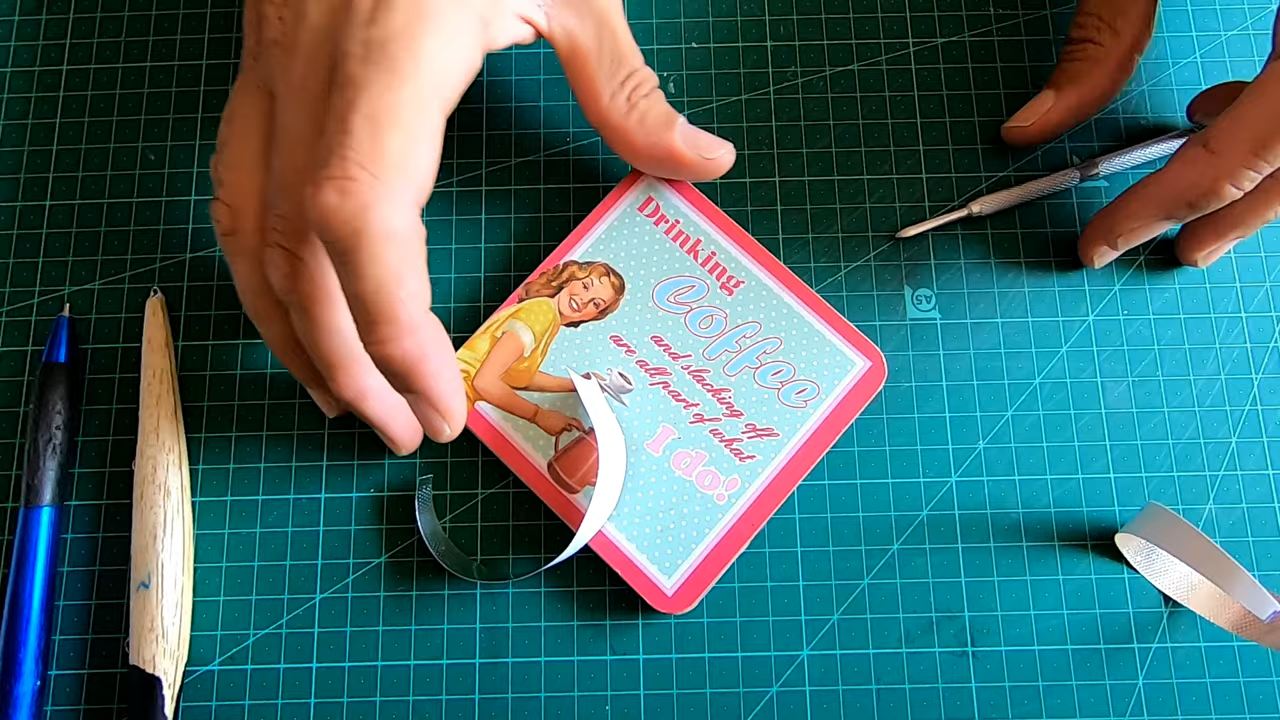 Drinking
Coffee
and slacking off
are all part of what
I do!
A5